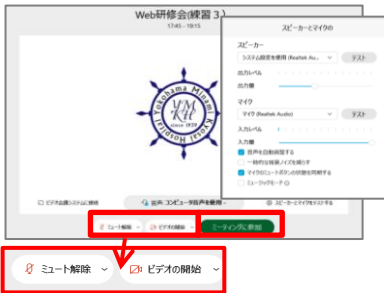 Web研修会(練習３)
17:45 - 18:15
Yokohama Minami Kyosai Hospital
YM
KH
since 1939
ビデオ会議システムに接続
音声: コンピュータ音声を使用
スピーカーとマイクをテストする
ミュート解除
ビデオの開始
ミーティングに参加
スピーカーとマイクの
スピーカー
システム設定を使用 (Realtek Au...
テスト
出力レベル
出力音量
マイク
マイク (Realtek Audio)
テスト
入力レベル
入力音量
音声を自動調整する
一時的な背景ノイズを減らす
マイクのミュートボタンの状態を同期する
ミュージックモード
ミュート解除
ビデオの開始